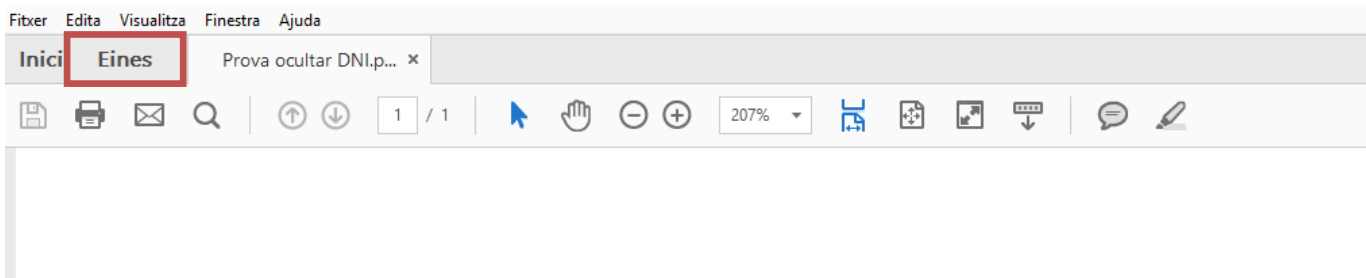 Fitxer Edita Visualitza Finestra Ajuda
Inici Eines Prova ocultar DNI.p... ×
1 / 1 207%